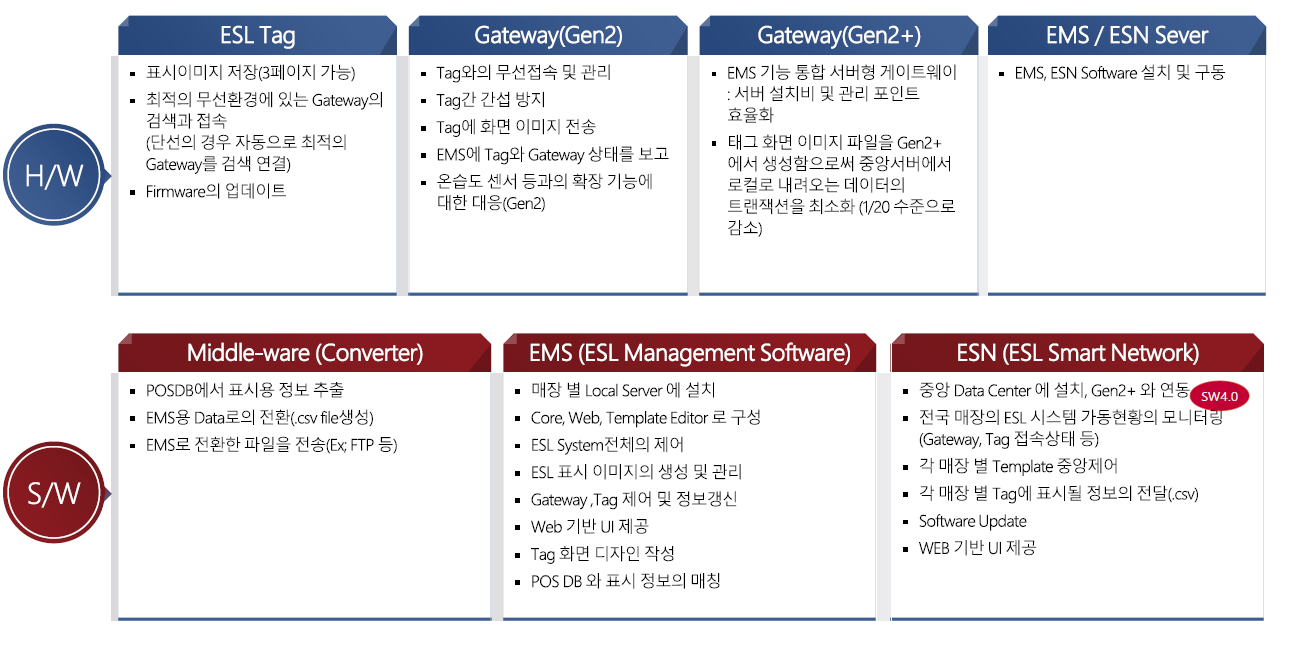 H/W
ESL Tag
▪ 표시이미지 저장(3페이지 가능)
▪ 최적의 무선환경에 있는 Gateway의
검색과 접속
(단선의 경우 자동으로 최적의
Gateway를 검색 연결)
▪ Firmware의 업데이트
Gateway(Gen2)
▪ Tag와의 무선접속 및 관리
▪ Tag간 간섭 방지
▪ Tag에 화면 이미지 전송
▪ EMS에 Tag와 Gateway 상태를 보고
▪ 온습도 센서 등과의 확장 기능에
대한 대응(Gen2)
Gateway(Gen2+)
▪ EMS 기능 통합 서버형 게이트웨이
: 서버 설치비 및 관리 포인트
효율화
▪ 태그 화면 이미지 파일을 Gen2+
에서 생성함으로써 중앙서버에서
로컬로 내려오는 데이터의
트랜잭션을 최소화 (1/20 수준으로
감소)
EMS / ESN Sever
▪ EMS, ESN Software 설치 및 구동
S/W
Middle-ware (Converter)
▪ POSDB에서 표시용 정보 추출
▪ EMS용 Data로의 전환(.csv file생성)
▪ EMS로 전환한 파일을 전송(Ex; FTP 등)
EMS (ESL Management Software)
▪ 매장 별 Local Server 에 설치
▪ Core, Web, Template Editor 로 구성
▪ ESL System전체의 제어
▪ ESL 표시 이미지의 생성 및 관리
▪ Gateway ,Tag 제어 및 정보갱신
▪ Web 기반 UI 제공
▪ Tag 화면 디자인 작성
▪ POS DB 와 표시 정보의 매칭
ESN (ESL Smart Network)
▪ 중앙 Data Center 에 설치, Gen2+ 와 연동
SW4.0
▪ 전국 매장의 ESL 시스템 가동현황의 모니터링
(Gateway, Tag 접속상태 등)
▪ 각 매장 별 Template 중앙제어
▪ 각 매장 별 Tag에 표시될 정보의 전달(.csv)
▪ Software Update
▪ WEB 기반 UI 제공